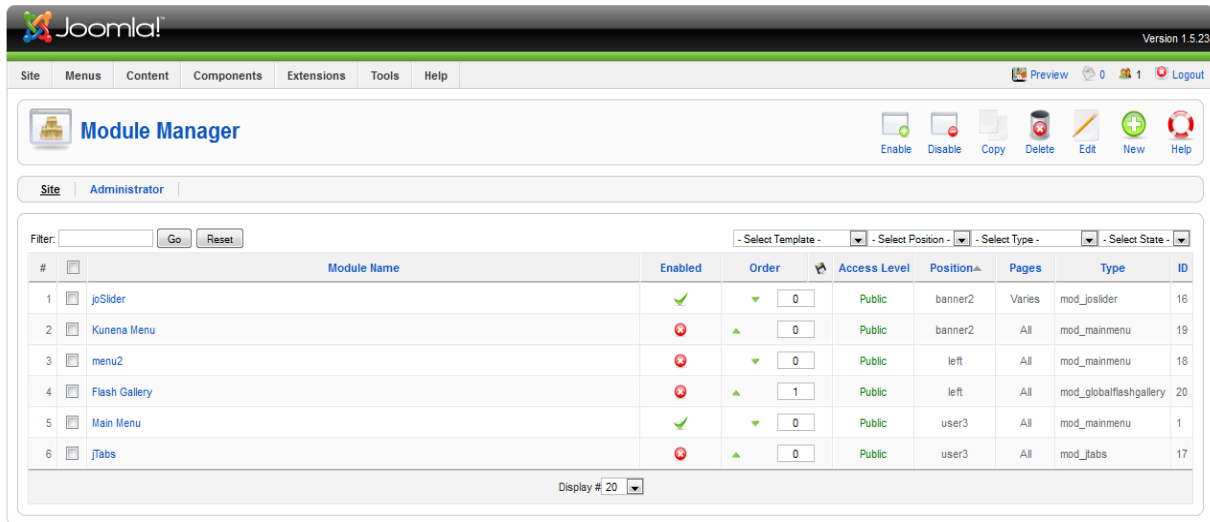 Joomla!
Version 1.5.23
Site Menus Content Components Extensions Tools Help Preview 0 1 Logout
Module Manager
Enable Disable Copy Delete Edit New Help
Site Administrator
Filter: Go Reset - Select Template - - Select Position - - Select Type - - Select State -
# Module Name Enabled Order Access Level Position Pages Type ID
1 joSlider 0 Public banner2 Varies mod_joslider 16
2 Kunena Menu 0 Public banner2 All mod_mainmenu 19
3 menu2 0 Public left All mod_mainmenu 18
4 Flash Gallery 1 Public left All mod_globalflashgallery 20
5 Main Menu 0 Public user3 All mod_mainmenu 1
6 jTabs 0 Public user3 All mod_jtabs 17
Display # 20